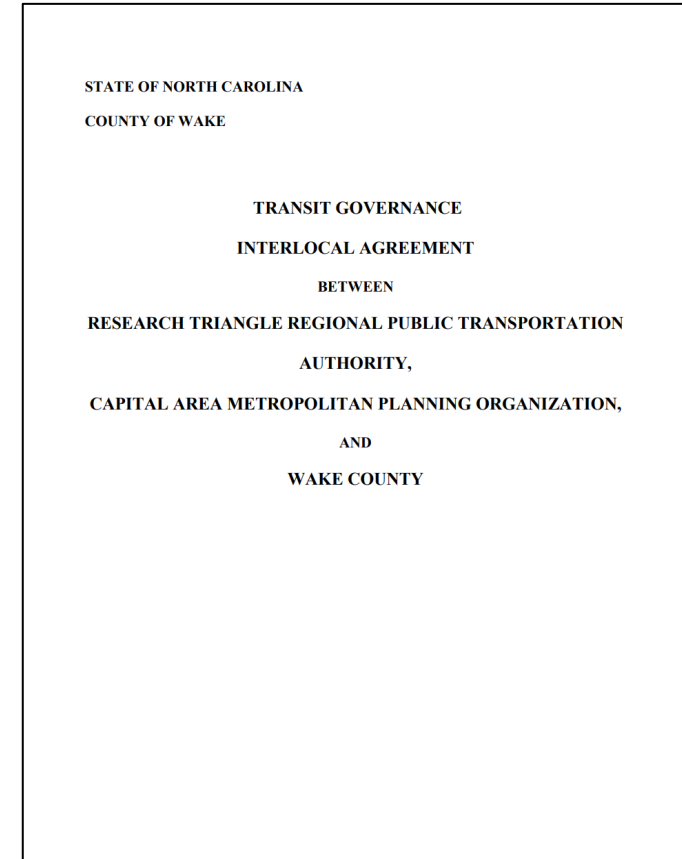 STATE OF NORTH CAROLINA
COUNTY OF WAKE
TRANSIT GOVERNANCE
INTERLOCAL AGREEMENT
BETWEEN
RESEARCH TRIANGLE REGIONAL PUBLIC TRANSPORTATION
AUTHORITY,
CAPITAL AREA METROPOLITAN PLANNING ORGANIZATION,
AND
WAKE COUNTY